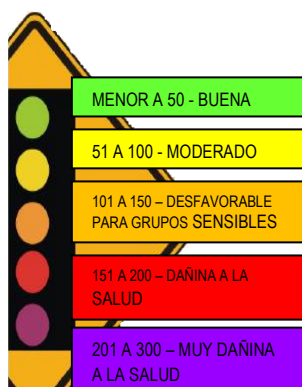 MENOR A 50 - BUENA
51 A 100 - MODERADO
101 A 150 – DESFAVORABLE
PARA GRUPOS SENSIBLES
151 A 200 – DAÑINA A LA
SALUD
201 A 300 – MUY DAÑINA
A LA SALUD